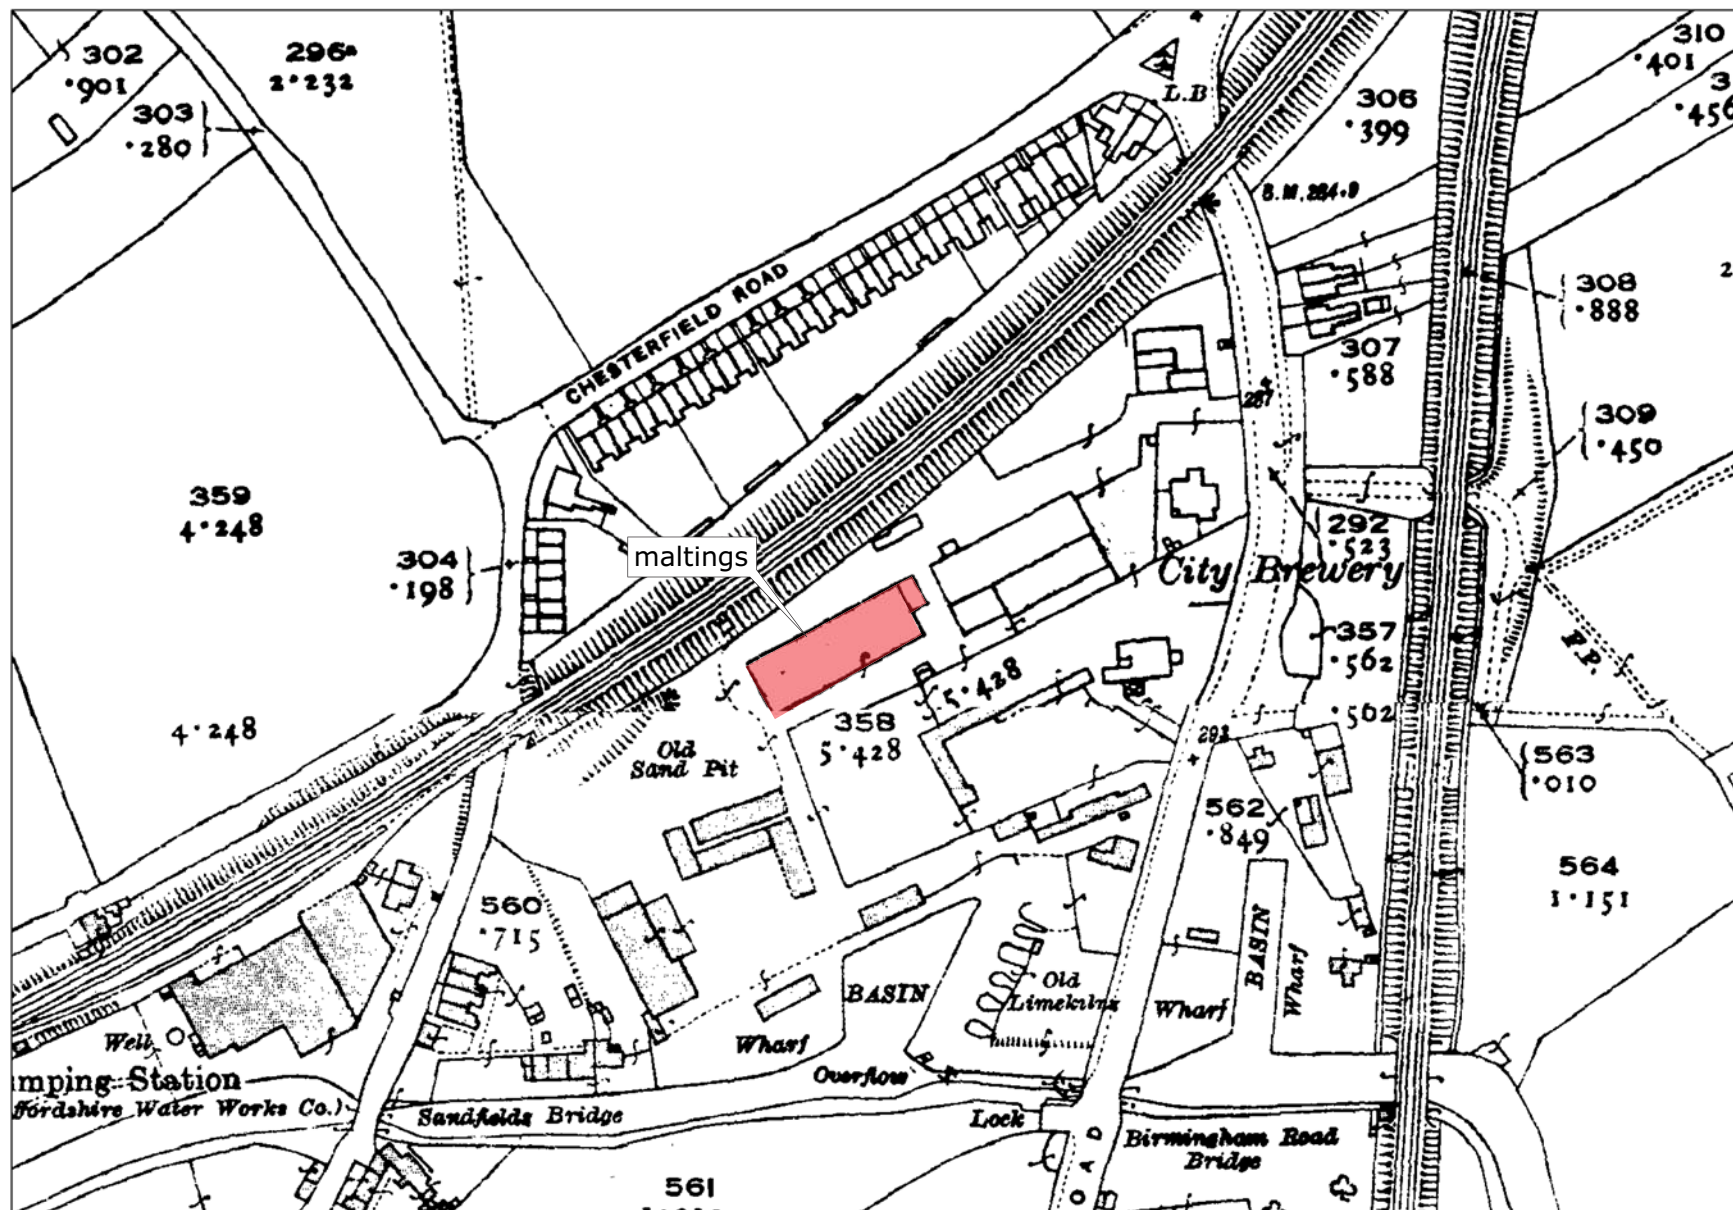 302
·901
296ᴬ
2·232
303
·280
L.B
310
·401
306
·399
·450
B.M. 284.9
308
·888
307
·588
287
CHESTERFIELD ROAD
309
·450
359
4·248
292
·523
304
·198
maltings
City Brewery
357
·562
F.P.
5·428
358
5·428
4·248
·562
293
Old
Sand Pit
563
·010
562
·849
564
1·151
560
·715
BASIN
Wharf
BASIN
Old
Limekilns
Wharf
Well
Wharf
Overflow
mping Station
ffordshire Water Works Co.)
Sandfields Bridge
Lock
Birmingham Road
Bridge
O A D
561